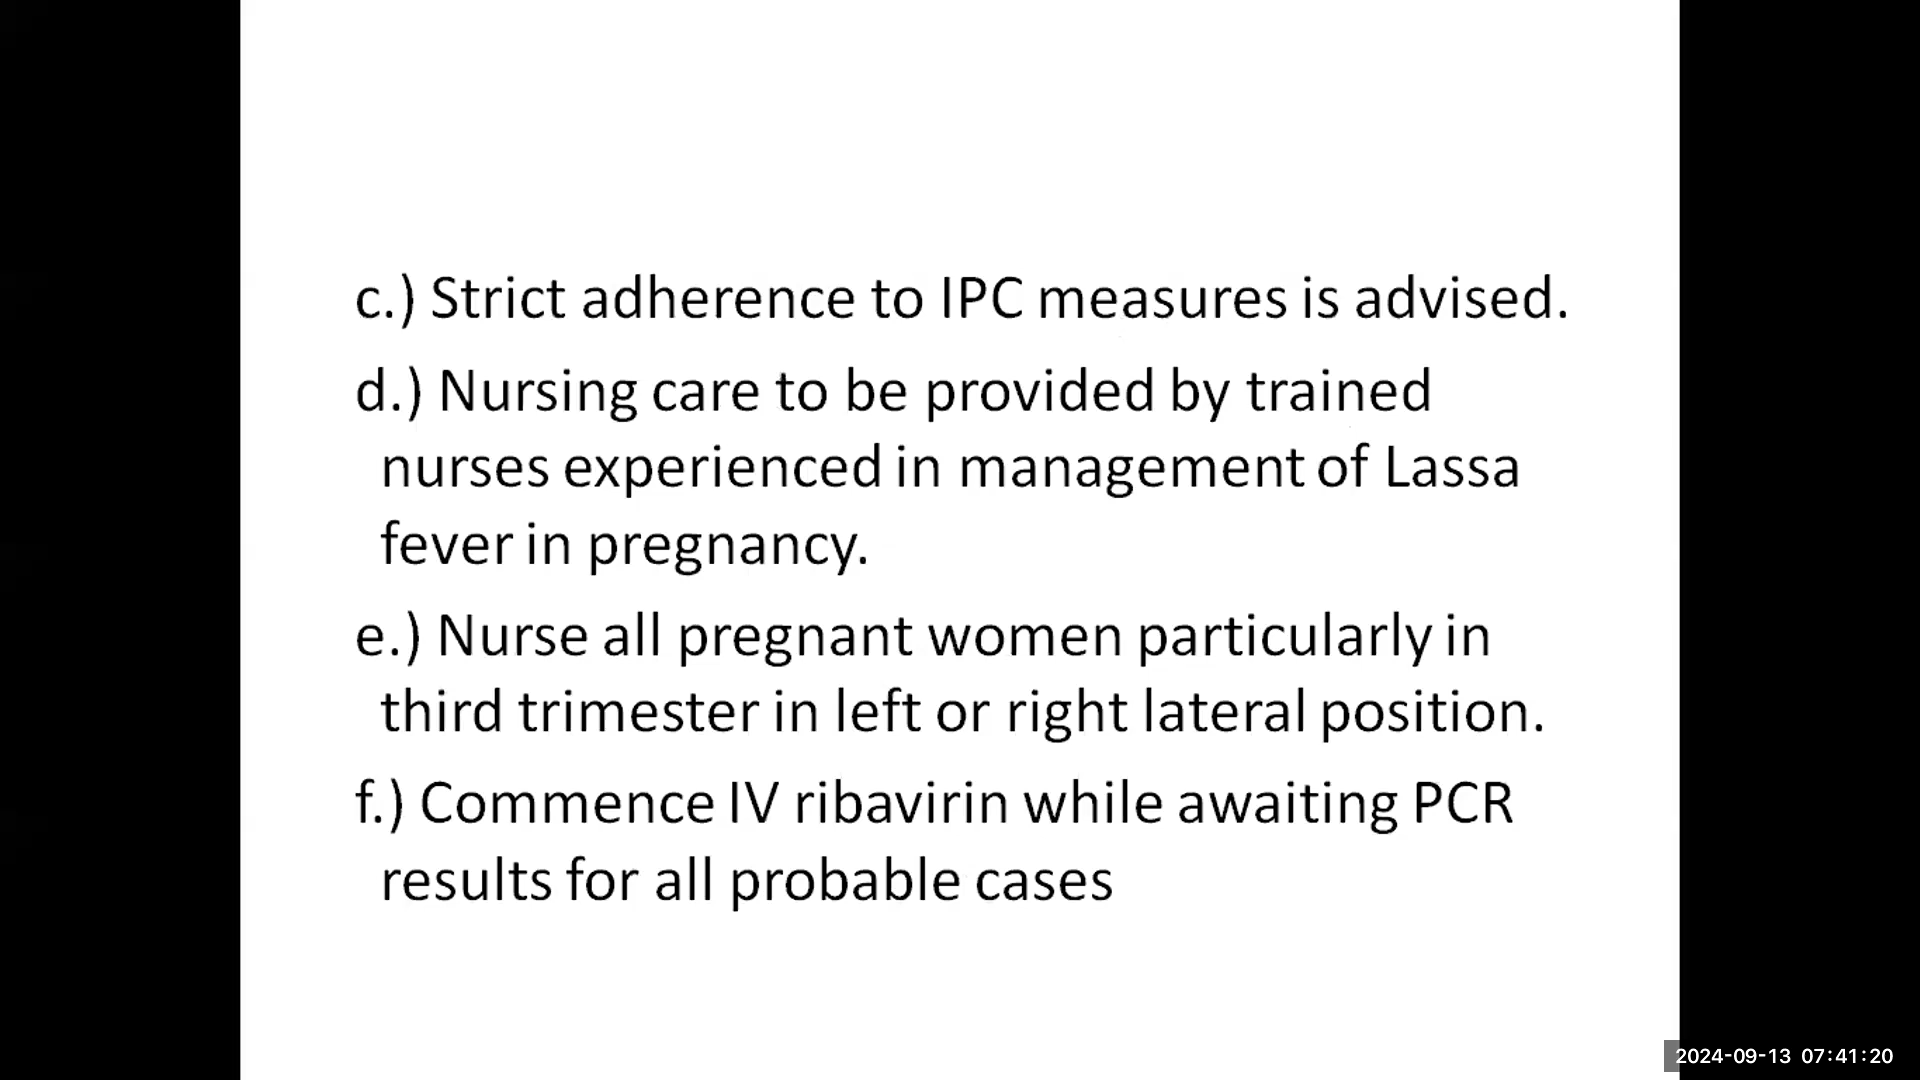 c.) Strict adherence to IPC measures is advised.
d.) Nursing care to be provided by trained
nurses experienced in management of Lassa
fever in pregnancy.
e.) Nurse all pregnant women particularly in
third trimester in left or right lateral position.
f.) Commence IV ribavirin while awaiting PCR
results for all probable cases
2024-09-13 07:41:20